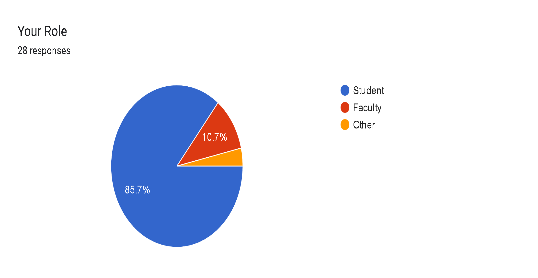 Your Role
28 responses
Student
Faculty
Other
10.7%
85.7%